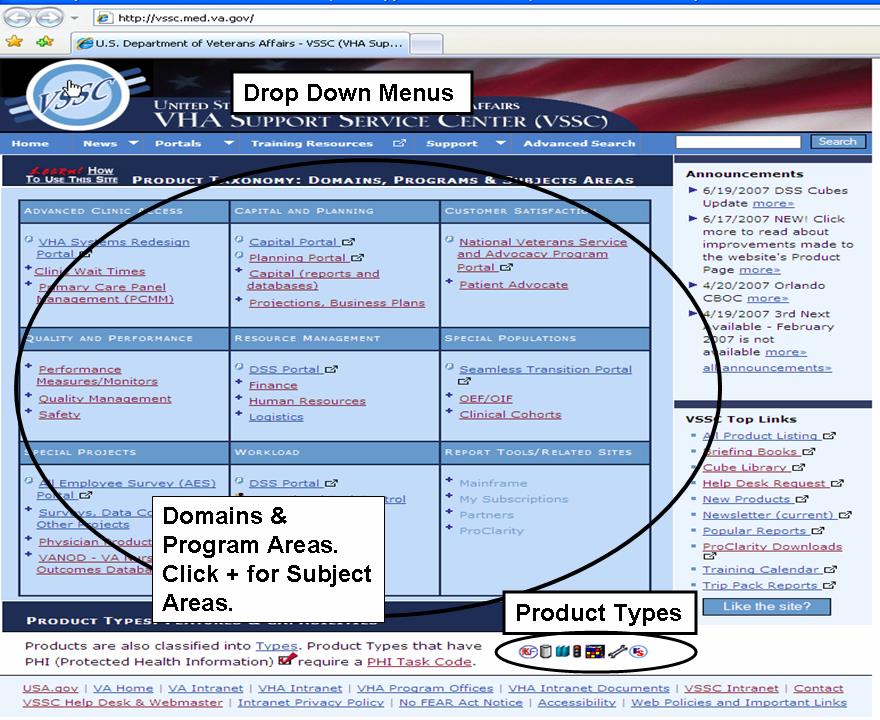 http://vssc.med.va.gov/
U.S. Department of Veterans Affairs - VSSC (VHA Sup...
VSSC
Drop Down Menus
UNITED ST
AFFAIRS
VHA SUPPORT SERVICE CENTER (VSSC)
Home News Portals Training Resources Support Advanced Search
Search
Learn! How
To Use This Site
PRODUCT TAXONOMY: DOMAINS, PROGRAMS & SUBJECTS AREAS
ADVANCED CLINIC ACCESS
VHA Systems Redesign
Portal
Clinic Wait Times
Primary Care Panel
Management (PCMM)
CAPITAL AND PLANNING
Capital Portal
Planning Portal
Capital (reports and
databases)
Projections, Business Plans
CUSTOMER SATISFACTION
National Veterans Service
and Advocacy Program
Portal
Patient Advocate
QUALITY AND PERFORMANCE
Performance
Measures/Monitors
Quality Management
Safety
RESOURCE MANAGEMENT
DSS Portal
Finance
Human Resources
Logistics
SPECIAL POPULATIONS
Seamless Transition Portal
OEF/OIF
Clinical Cohorts
SPECIAL PROJECTS
All Employee Survey (AES)
Portal
Surveys, Data Co
Other Projects
Physician Product
VANOD - VA Nurs
Outcomes Databa
WORKLOAD
DSS Portal
REPORT TOOLS/RELATED SITES
Mainframe
My Subscriptions
Partners
ProClarity
Domains &
Program Areas.
Click + for Subject
Areas.
Announcements
6/19/2007 DSS Cubes
Update more»
6/17/2007 NEW! Click
more to read about
improvements made to
the website's Product
Page more»
4/20/2007 Orlando
CBOC more»
4/19/2007 3rd Next
Available - February
2007 is not
available more»
all announcements»
VSSC Top Links
All Product Listing
Briefing Books
Cube Library
Help Desk Request
New Products
Newsletter (current)
Popular Reports
ProClarity Downloads
Training Calendar
Trip Pack Reports
Like the site?
Product Types
PRODUCT TYPES, FEATURES & CAPABILITIES
Products are also classified into Types. Product Types that have
PHI (Protected Health Information) require a PHI Task Code.
USA.gov | VA Home | VA Intranet | VHA Intranet | VHA Program Offices | VHA Intranet Documents | VSSC Intranet | Contact
VSSC Help Desk & Webmaster | Intranet Privacy Policy | No FEAR Act Notice | Accessibility | Web Policies and Important Links